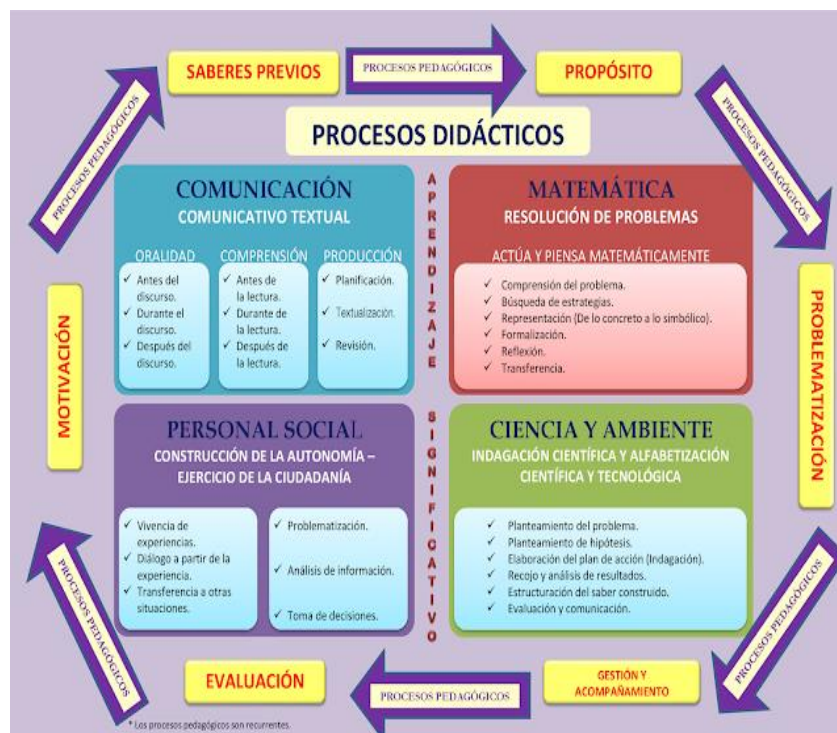 SABERES PREVIOS
PROCESOS PEDAGÓGICOS
PROPÓSITO
PROCESOS PEDAGÓGICOS
PROCESOS PEDAGÓGICOS
PROCESOS DIDÁCTICOS
COMUNICACIÓN
COMUNICATIVO TEXTUAL
ORALIDAD
✓ Antes del
discurso.
✓ Durante el
discurso.
✓ Después del
discurso.
COMPRENSIÓN
✓ Antes de
la lectura.
✓ Durante de
la lectura.
✓ Después de
la lectura.
PRODUCCIÓN
✓ Planificación.
✓ Textualización.
✓ Revisión.
APRENDIZAJE
SIGNIFICATIVO
MATEMÁTICA
RESOLUCIÓN DE PROBLEMAS
ACTÚA Y PIENSA MATEMÁTICAMENTE
✓ Comprensión del problema.
✓ Búsqueda de estrategias.
✓ Representación (De lo concreto a lo simbólico).
✓ Formalización.
✓ Reflexión.
✓ Transferencia.
MOTIVACIÓN
PROBLEMATIZACIÓN
PERSONAL SOCIAL
CONSTRUCCIÓN DE LA AUTONOMÍA –
EJERCICIO DE LA CIUDADANÍA
✓ Vivencia de
experiencias.
✓ Diálogo a partir de la
experiencia.
✓ Transferencia a otras
situaciones.
✓ Problematización.
✓ Análisis de información.
✓ Toma de decisiones.
CIENCIA Y AMBIENTE
INDAGACIÓN CIENTÍFICA Y ALFABETIZACIÓN
CIENTÍFICA Y TECNOLÓGICA
✓ Planteamiento del problema.
✓ Planteamiento de hipótesis.
✓ Elaboración del plan de acción (Indagación).
✓ Recojo y análisis de resultados.
✓ Estructuración del saber construido.
✓ Evaluación y comunicación.
PROCESOS PEDAGÓGICOS
PROCESOS PEDAGÓGICOS
EVALUACIÓN
PROCESOS PEDAGÓGICOS
GESTIÓN Y
ACOMPAÑAMIENTO
* Los procesos pedagógicos son recurrentes.